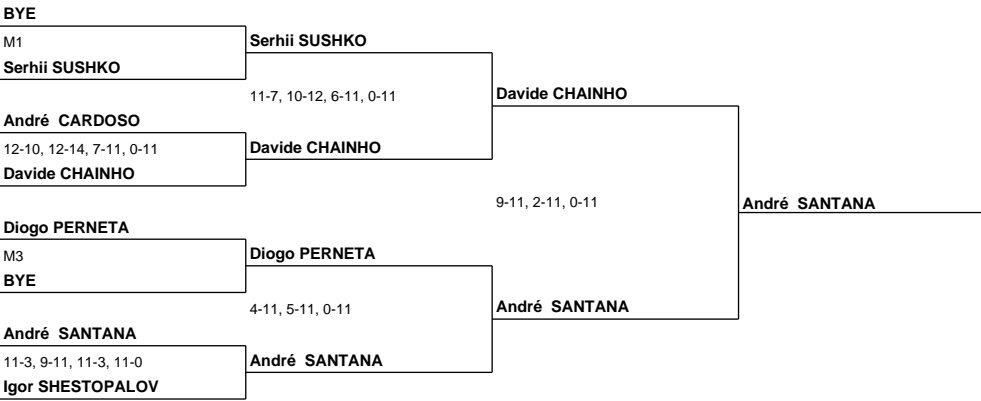 BYE
M1
Serhii SUSHKO
Serhii SUSHKO
11-7, 10-12, 6-11, 0-11
Davide CHAINHO
André  CARDOSO
12-10, 12-14, 7-11, 0-11
Davide CHAINHO
Davide CHAINHO
9-11, 2-11, 0-11
André  SANTANA
Diogo PERNETA
M3
BYE
Diogo PERNETA
4-11, 5-11, 0-11
André  SANTANA
André  SANTANA
11-3, 9-11, 11-3, 11-0
André  SANTANA
Igor SHESTOPALOV